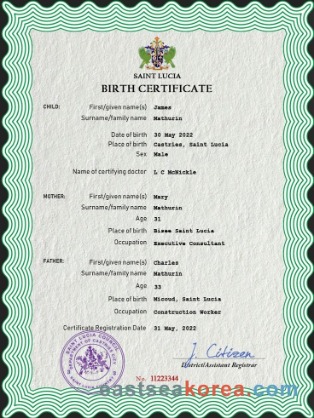 SAINT LUCIA
BIRTH CERTIFICATE
CHILD: First/given name(s) James
Surname/family name Mathurin
Date of birth 30 May 2022
Place of birth Castries, Saint Lucia
Sex Male
Name of certifying doctor L C McNickle
MOTHER: First/given name(s) Mary
Surname/family name Mathurin
Age 31
Place of birth Bisee Saint Lucia
Occupation Executive Consultant
FATHER: First/given name(s) Charles
Surname/family name Mathurin
Age 33
Place of birth Micoud, Saint Lucia
Occupation Construction Worker
Certificate Registration Date 31 May, 2022
J. Citizen
District/Assistant Registrar
SAINT LUCIA COUNCIL
No. 11223344
eastseakorea.com